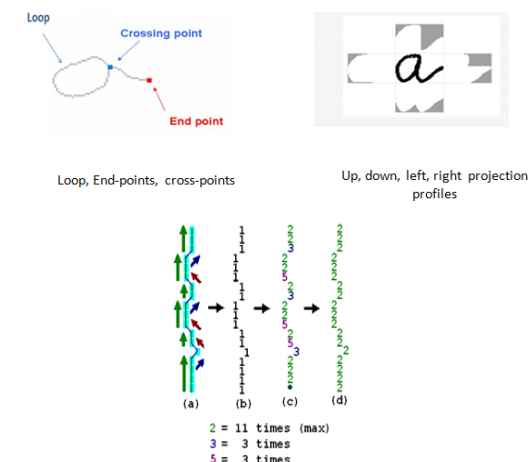 Loop
Crossing point
End point
Loop, End-points, cross-points
a
Up, down, left, right projection
profiles
(a) (b) (c) (d)
2 = 11 times (max)
3 = 3 times
5 = 3 times